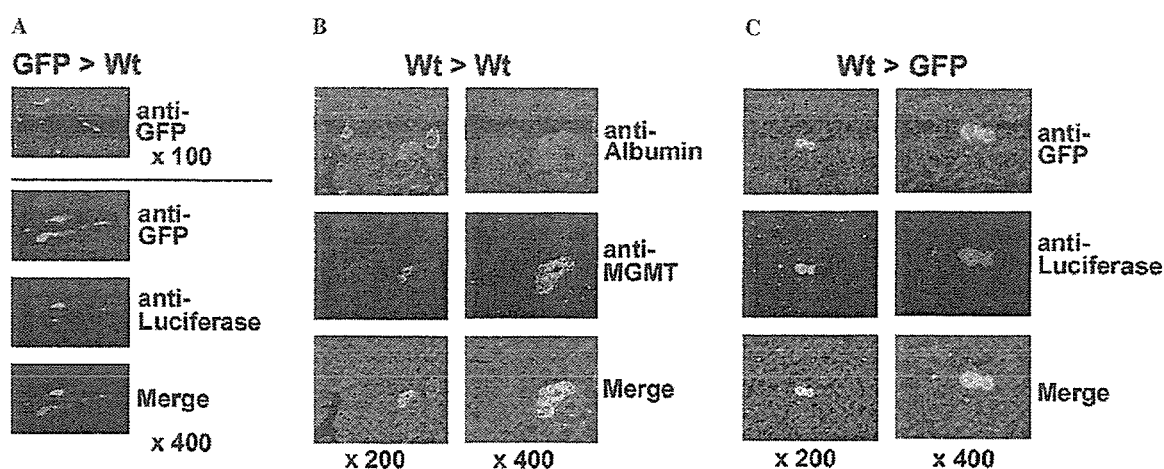 A
GFP > Wt
anti-
GFP
x 100
anti-
GFP
anti-
Luciferase
Merge
x 400
B
Wt > Wt
anti-
Albumin
anti-
MGMT
Merge
x 200
x 400
C
Wt > GFP
anti-
GFP
anti-
Luciferase
Merge
x 200
x 400